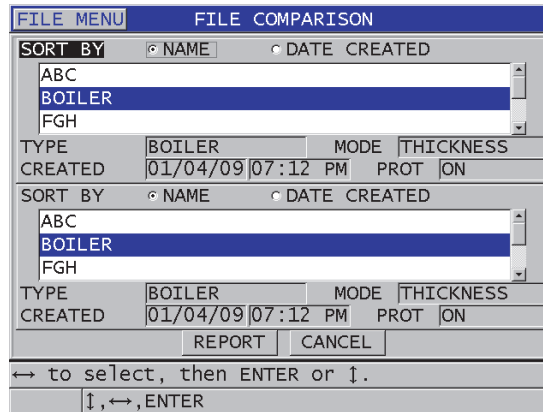 FILE MENU FILE COMPARISON
SORT BY NAME DATE CREATED
ABC
BOILER
FGH
TYPE BOILER MODE THICKNESS
CREATED 01/04/09 07:12 PM PROT ON
SORT BY NAME DATE CREATED
ABC
BOILER
FGH
TYPE BOILER MODE THICKNESS
CREATED 01/04/09 07:12 PM PROT ON
REPORT CANCEL
↔ to select, then ENTER or ↕.
↕,↔,ENTER